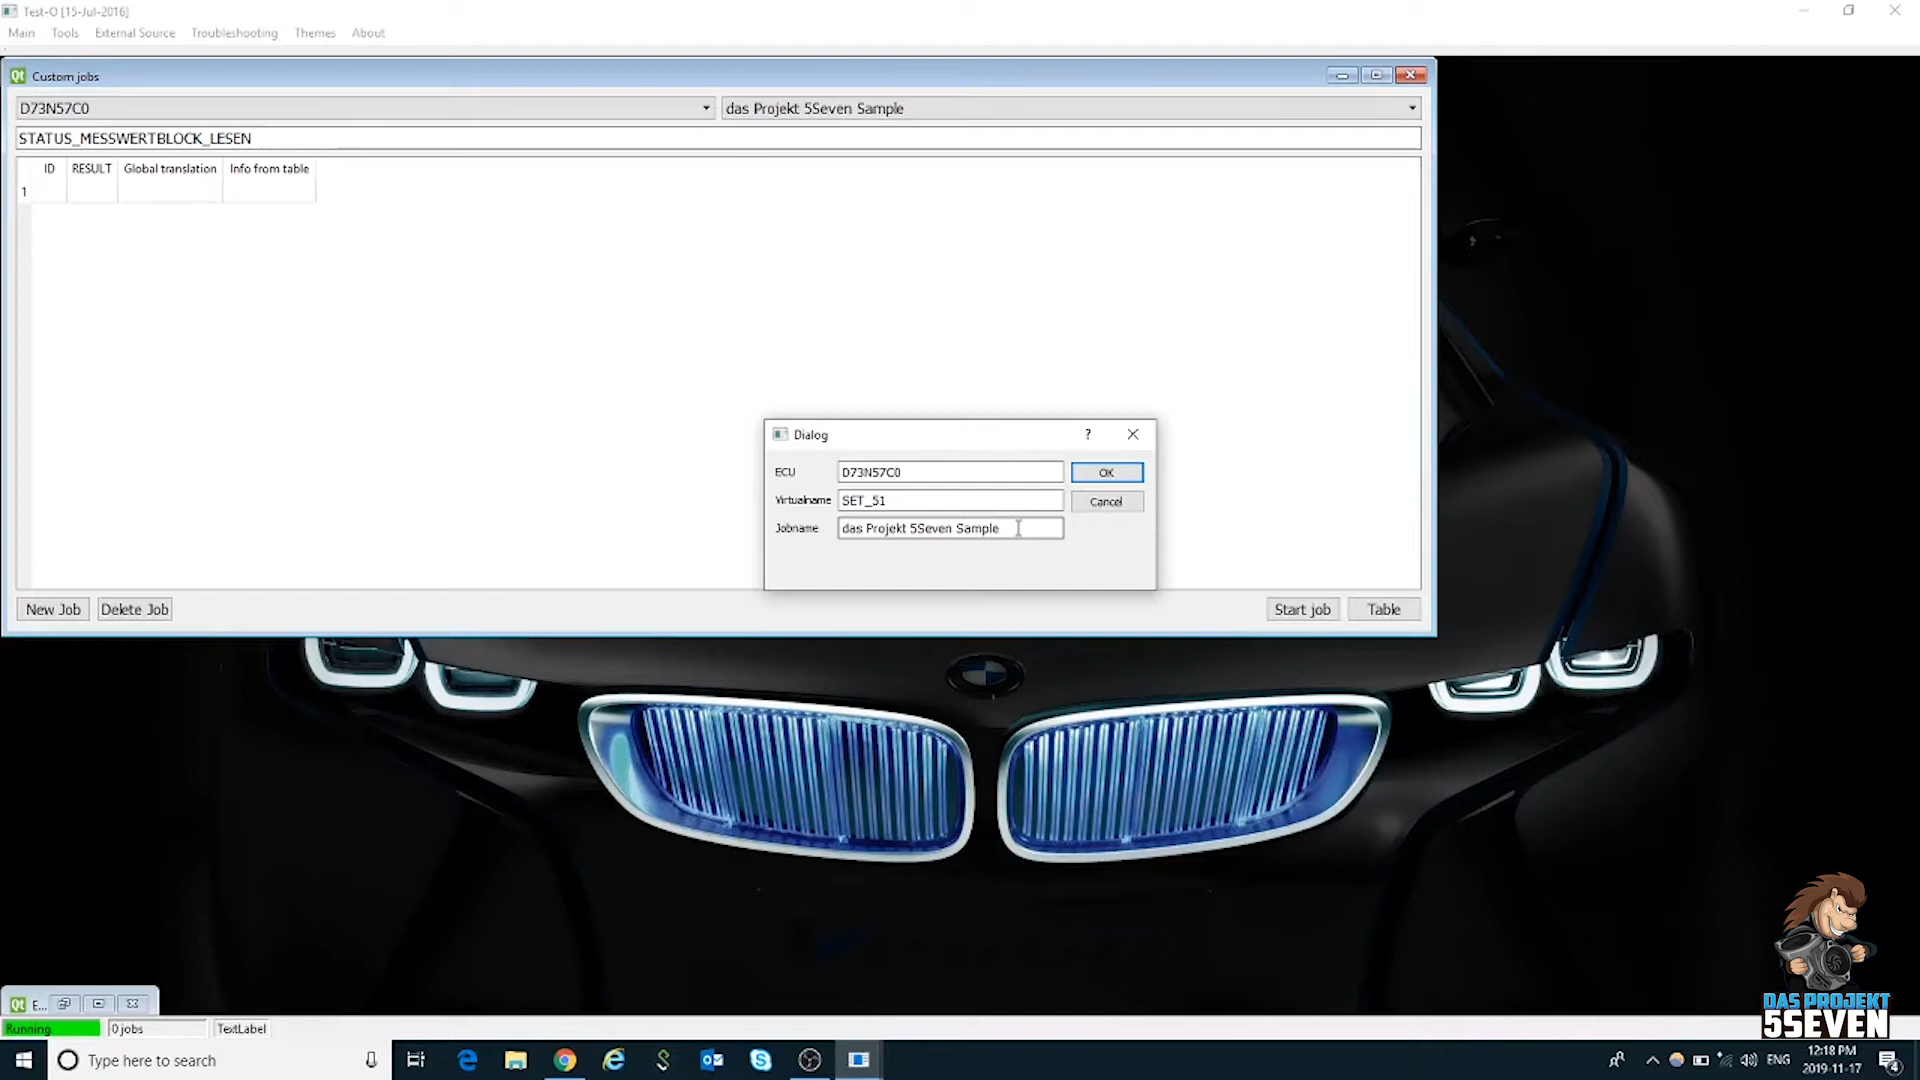 Test-O [15-Jul-2016]
Main Tools External Source Troubleshooting Themes About
Qt Custom jobs
D73N57C0 das Projekt 5Seven Sample
STATUS_MESSWERTBLOCK_LESEN
ID RESULT Global translation Info from table
1
Dialog ?
ECU D73N57C0 OK
Virtualname SET_51 Cancel
Jobname das Projekt 5Seven Sample
New Job Delete Job Start job Table
Qt E...
Running 0 jobs TextLabel
DAS PROJEKT
5SEVEN
Type here to search
ENG
12:18 PM
2019-11-17
4